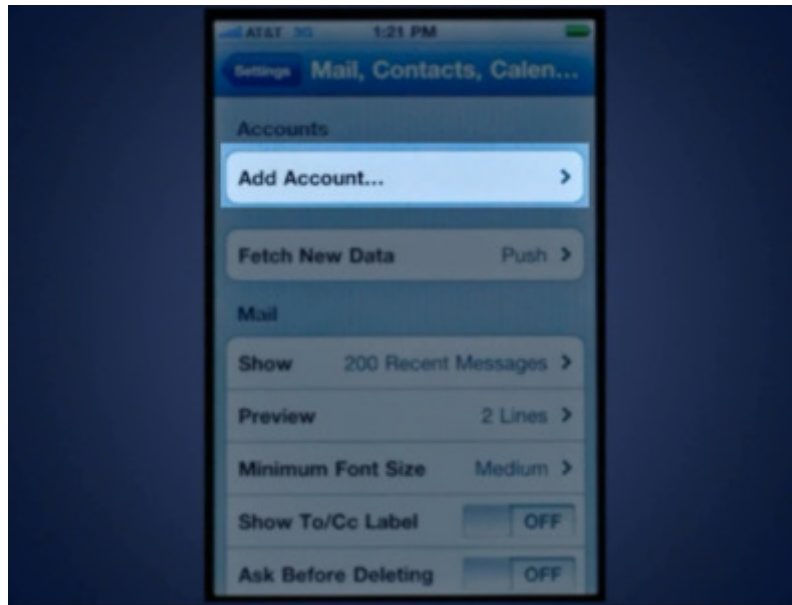 AT&T 3G 1:21 PM
Settings Mail, Contacts, Calen...
Accounts
Add Account... >
Fetch New Data Push >
Mail
Show 200 Recent Messages >
Preview 2 Lines >
Minimum Font Size Medium >
Show To/Cc Label OFF
Ask Before Deleting OFF